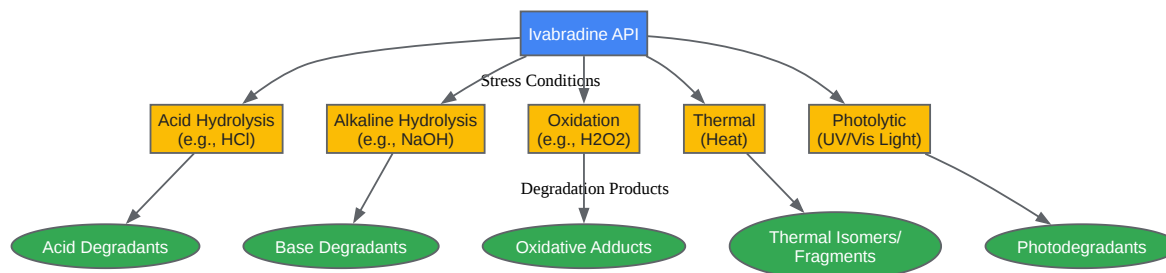 Ivabradine API
Stress Conditions
Acid Hydrolysis
(e.g., HCl)
Alkaline Hydrolysis
(e.g., NaOH)
Oxidation
(e.g., H2O2)
Thermal
(Heat)
Photolytic
(UV/Vis Light)
Degradation Products
Acid Degradants
Base Degradants
Oxidative Adducts
Thermal Isomers/
Fragments
Photodegradants